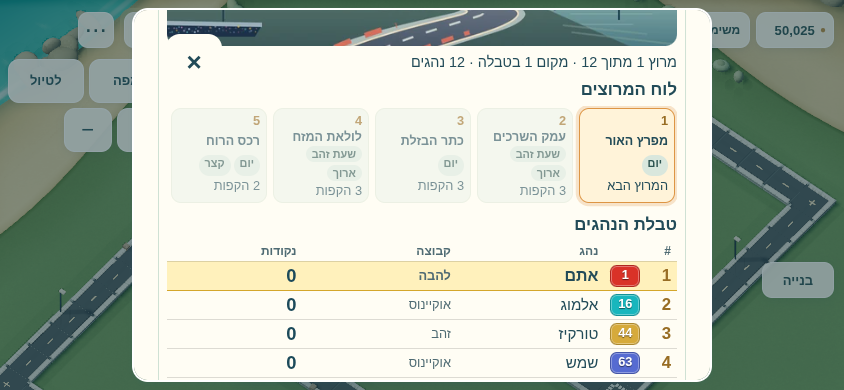 50,025
משימ
...
לטיול
מפה
—
בנייה
×
מרוץ 1 מתוך 12 · מקום 1 בטבלה · 12 נהגים
לוח המרוצים
1
מפרץ האור
יום
המרוץ הבא
2
עמק השרכים
שעת זהב
ארוך
3 הקפות
3
כתר הבזלת
יום
3 הקפות
4
לולאת המזח
שעת זהב
ארוך
3 הקפות
5
רכס הרוח
יום קצר
2 הקפות
טבלת הנהגים
# נהג קבוצה נקודות
1 1 אתם להבה 0
2 16 אלמוג אוקיינוס 0
3 44 טורקיז זהב 0
4 63 שמש אוקיינוס 0